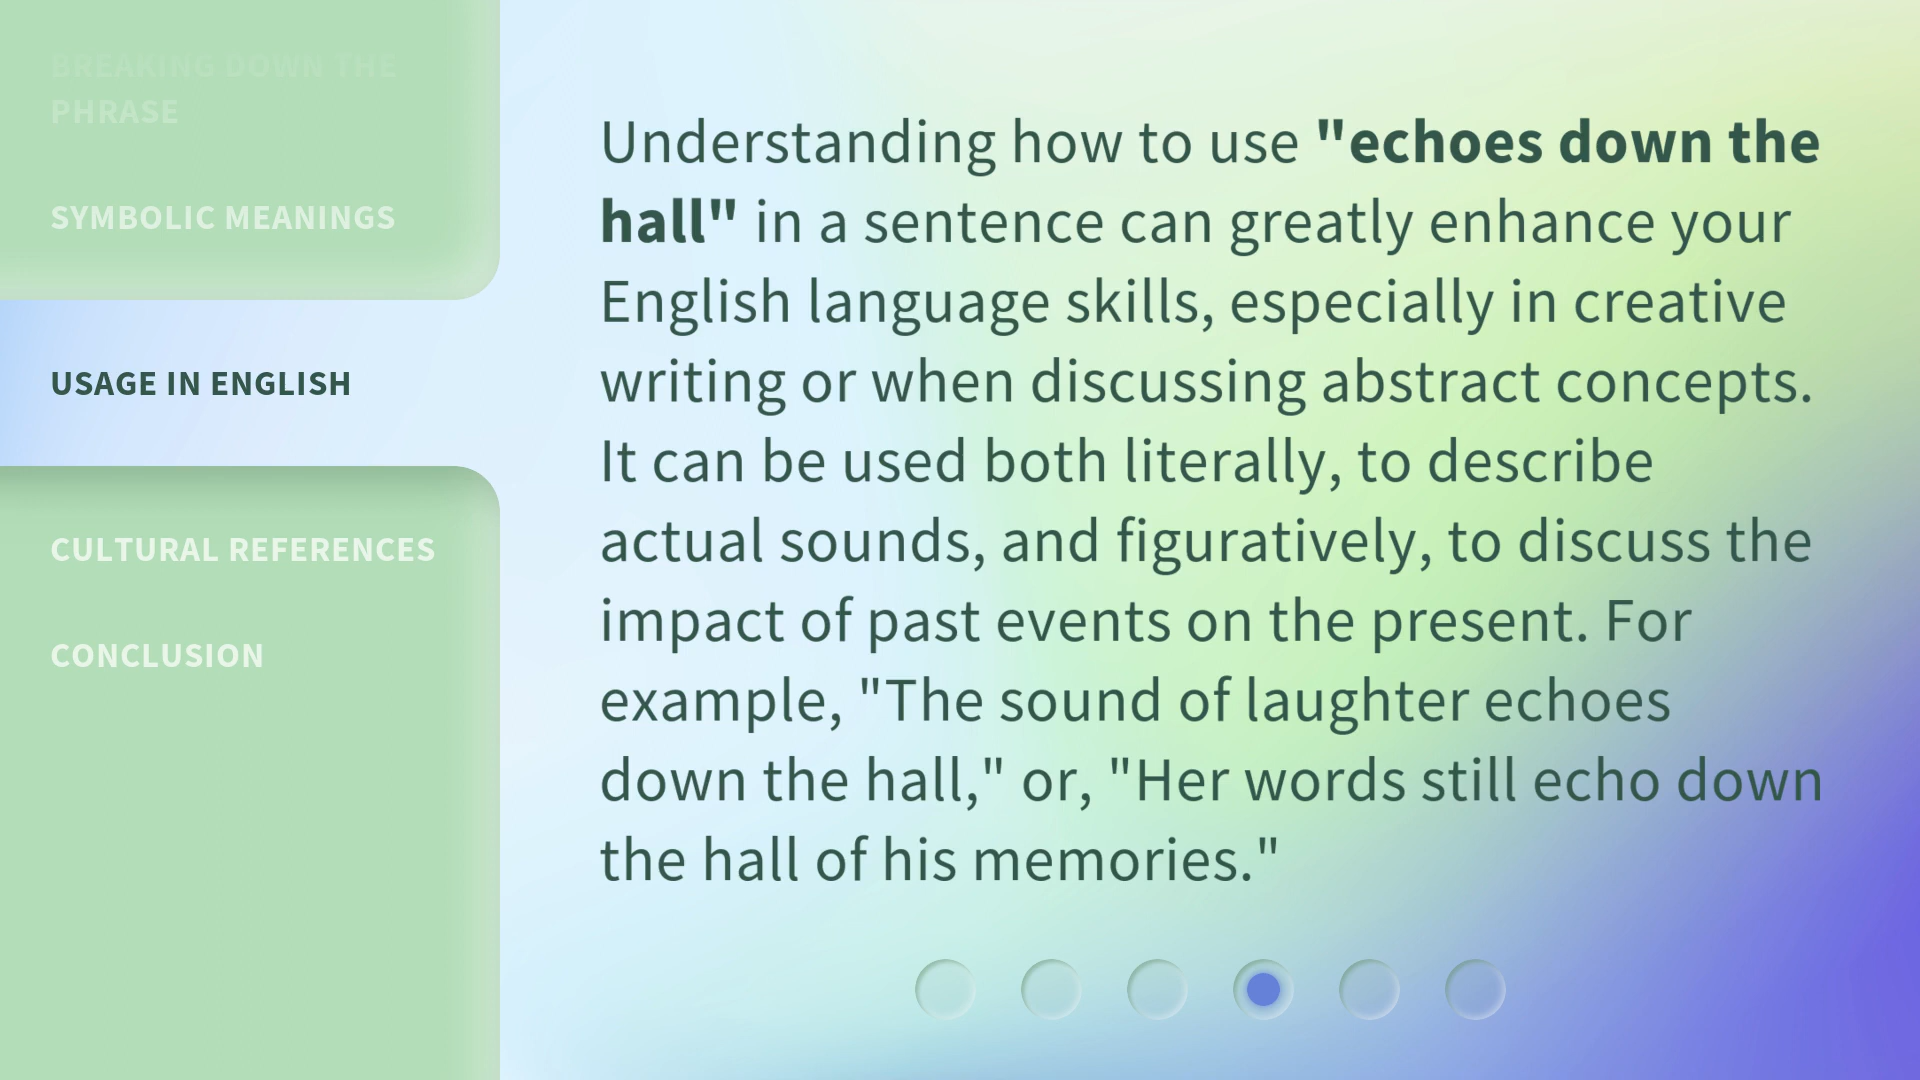 BREAKING DOWN THE
PHRASE
SYMBOLIC MEANINGS
USAGE IN ENGLISH
CULTURAL REFERENCES
CONCLUSION
Understanding how to use "echoes down the
hall" in a sentence can greatly enhance your
English language skills, especially in creative
writing or when discussing abstract concepts.
It can be used both literally, to describe
actual sounds, and figuratively, to discuss the
impact of past events on the present. For
example, "The sound of laughter echoes
down the hall," or, "Her words still echo down
the hall of his memories."